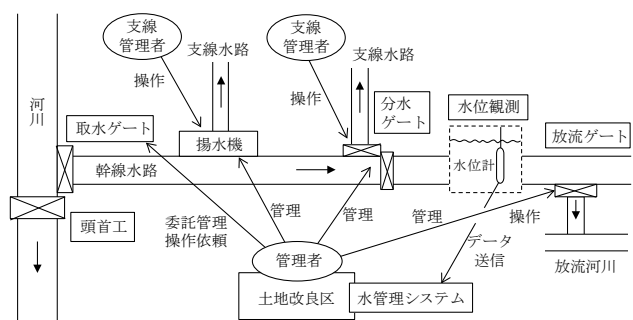 支線
管理者
支線水路
操作
支線
管理者
支線水路
操作
河川
取水ゲート
揚水機
分水
ゲート
水位観測
水位計
放流ゲート
幹線水路
頭首工
委託管理
操作依頼
管理
管理
管理
操作
データ
送信
放流河川
管理者
土地改良区
水管理システム